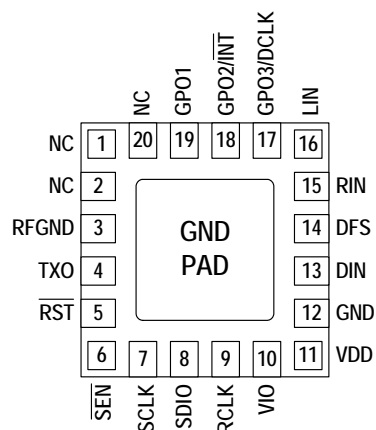 NC
GPO1
GPO2/INT
GPO3/DCLK
LIN
20
19
18
17
16
NC
1
NC
2
RFGND
3
TXO
4
RST
5
6
SEN
GND
PAD
15
RIN
14
DFS
13
DIN
12
GND
11
VDD
7
8
9
10
SCLK
SDIO
RCLK
VIO